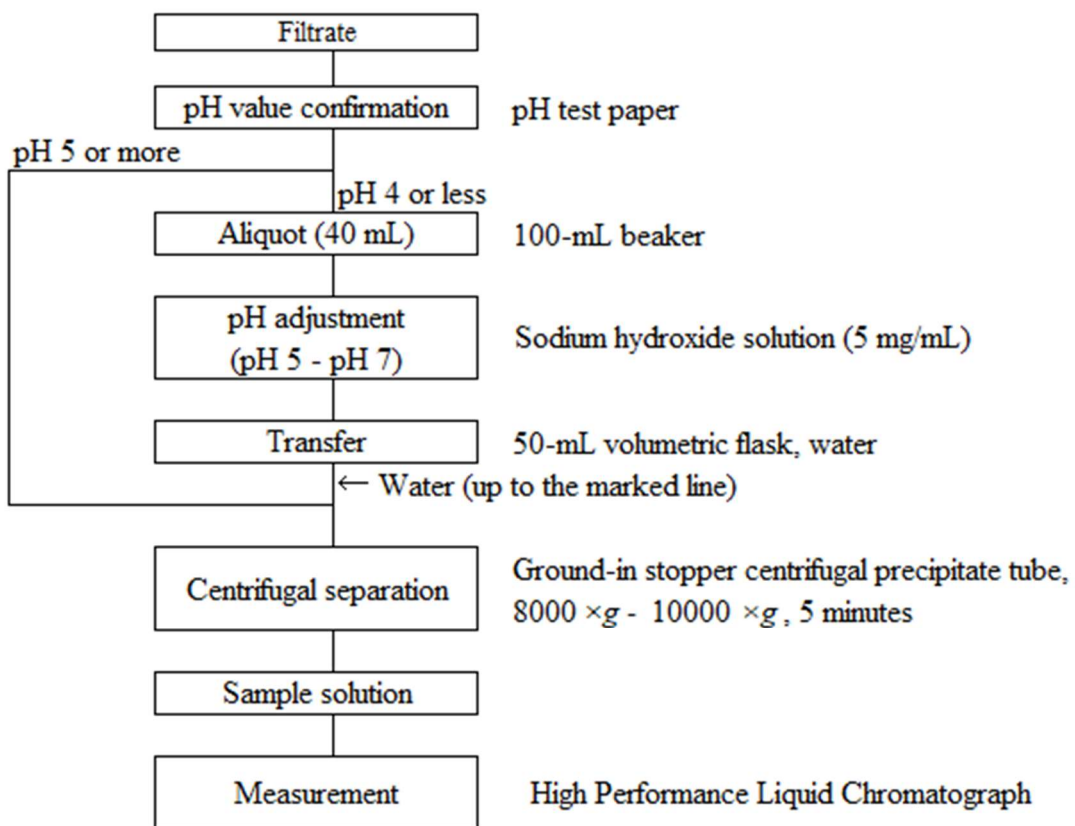 Filtrate
pH value confirmation
pH test paper
pH 5 or more
pH 4 or less
Aliquot (40 mL)
100-mL beaker
pH adjustment
(pH 5 - pH 7)
Sodium hydroxide solution (5 mg/mL)
Transfer
50-mL volumetric flask, water
← Water (up to the marked line)
Centrifugal separation
Ground-in stopper centrifugal precipitate tube,
8000 ×g - 10000 ×g , 5 minutes
Sample solution
Measurement
High Performance Liquid Chromatograph